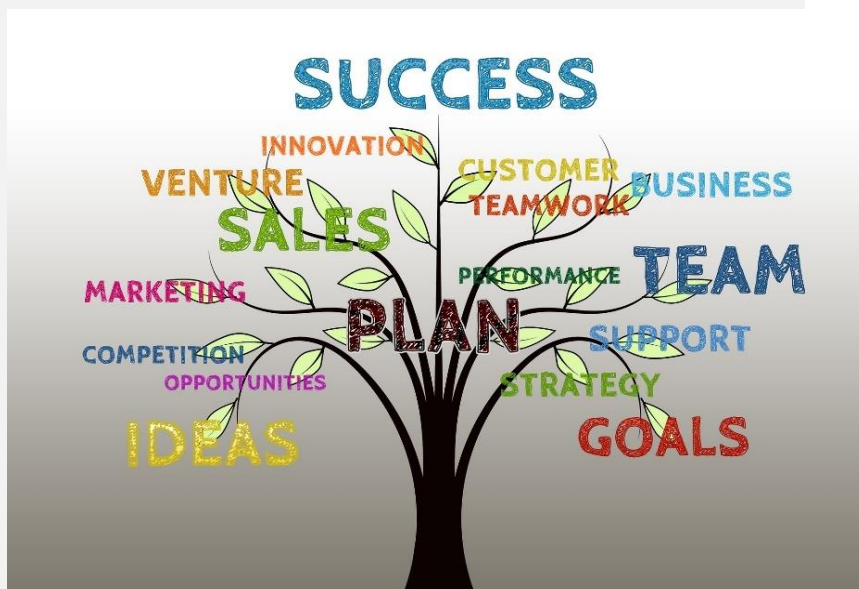 SUCCESS
INNOVATION
CUSTOMER
VENTURE
BUSINESS
TEAMWORK
SALES
TEAM
PERFORMANCE
MARKETING
PLAN
SUPPORT
COMPETITION
OPPORTUNITIES
STRATEGY
IDEAS
GOALS